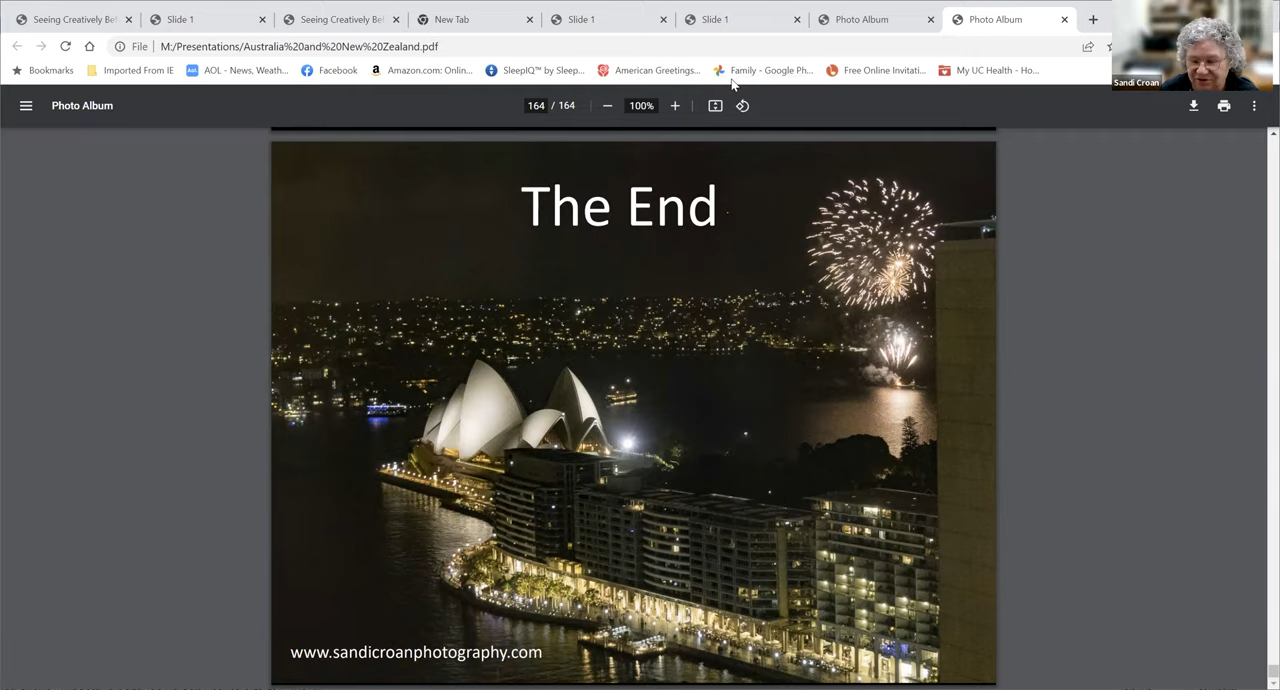 Seeing Creatively Be
Slide 1
Seeing Creatively Be
New Tab
Slide 1
Slide 1
Photo Album
Photo Album
File
M:/Presentations/Australia%20and%20New%20Zealand.pdf
Bookmarks
Imported From IE
AOL - News, Weath...
Facebook
Amazon.com: Onlin...
SleepIQ™ by Sleep...
American Greetings...
Family - Google Ph...
Free Online Invitati...
My UC Health - Ho...
Sandi Croan
Photo Album
164 / 164
100%
The End
www.sandicroanphotography.com